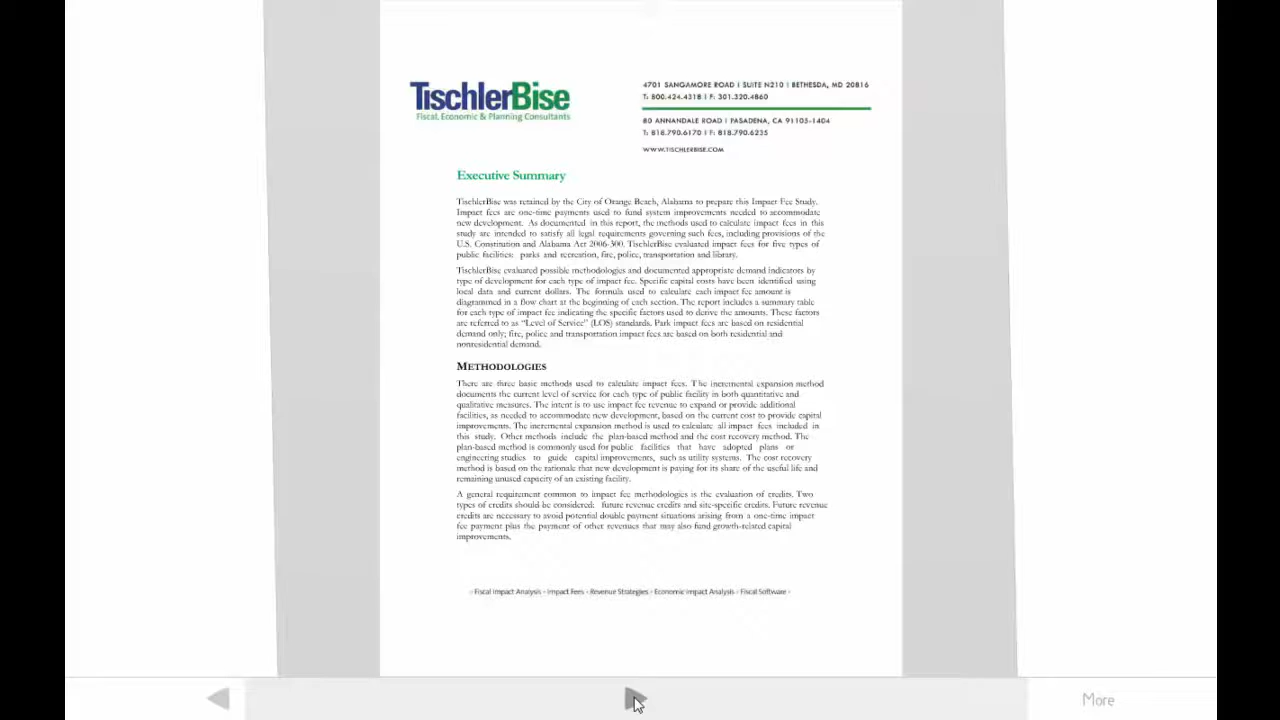 TischlerBise
Fiscal, Economic & Planning Consultants
4701 SANGAMORE ROAD I SUITE N210 I BETHESDA, MD 20816
T: 800.424.4318 I F: 301.320.4860
80 ANNANDALE ROAD I PASADENA, CA 91105-1404
T: 818.790.6170 I F: 818.790.6235
WWW.TISCHLERBISE.COM
Executive Summary
TischlerBise was retained by the City of Orange Beach, Alabama to prepare this Impact Fee Study.
Impact fees are one-time payments used to fund system improvements needed to accommodate
new development. As documented in this report, the methods used to calculate impact fees in this
study are intended to satisfy all legal requirements governing such fees, including provisions of the
U.S. Constitution and Alabama Act 2006-300. TischlerBise evaluated impact fees for five types of
public facilities: parks and recreation, fire, police, transportation and library.
TischlerBise evaluated possible methodologies and documented appropriate demand indicators by
type of development for each type of impact fee. Specific capital costs have been identified using
local data and current dollars. The formula used to calculate each impact fee amount is
diagrammed in a flow chart at the beginning of each section. The report includes a summary table
for each type of impact fee indicating the specific factors used to derive the amounts. These factors
are referred to as “Level of Service” (LOS) standards. Park impact fees are based on residential
demand only; fire, police and transportation impact fees are based on both residential and
nonresidential demand.
METHODOLOGIES
There are three basic methods used to calculate impact fees. The incremental expansion method
documents the current level of service for each type of public facility in both quantitative and
qualitative measures. The intent is to use impact fee revenue to expand or provide additional
facilities, as needed to accommodate new development, based on the current cost to provide capital
improvements. The incremental expansion method is used to calculate all impact fees included in
this study. Other methods include the plan-based method and the cost recovery method. The
plan-based method is commonly used for public facilities that have adopted plans or
engineering studies to guide capital improvements, such as utility systems. The cost recovery
method is based on the rationale that new development is paying for its share of the useful life and
remaining unused capacity of an existing facility.
A general requirement common to impact fee methodologies is the evaluation of credits. Two
types of credits should be considered: future revenue credits and site-specific credits. Future revenue
credits are necessary to avoid potential double payment situations arising from a one-time impact
fee payment plus the payment of other revenues that may also fund growth-related capital
improvements.
· Fiscal Impact Analysis · Impact Fees · Revenue Strategies · Economic Impact Analysis · Fiscal Software ·
More